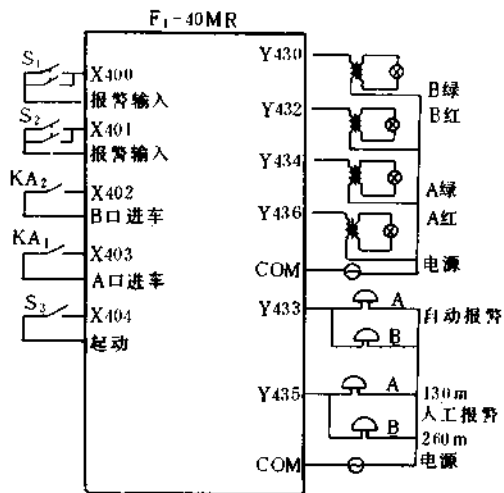 F₁-40MR
S₁
X400
报警输入
S₂
X401
报警输入
KA₂
X402
B口进车
KA₁
X403
A口进车
S₃
X404
起动
Y430
B绿
Y432
B红
Y434
A绿
Y436
A红
COM
电源
Y433
A
自动报警
B
Y435
A
130m
人工报警
B
260m
COM
电源